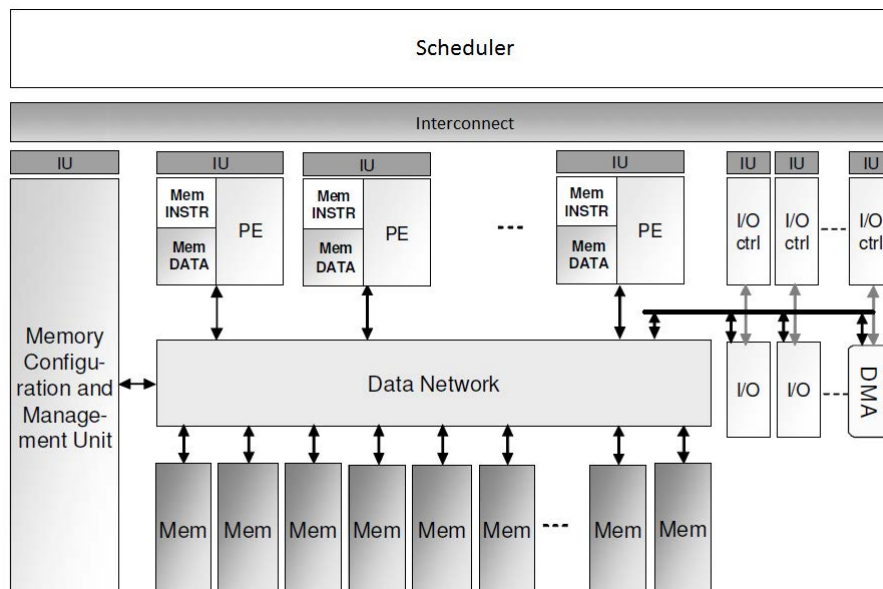 Scheduler
Interconnect
IU
IU
IU
IU
IU
IU
IU
Mem
INSTR
Mem
DATA
PE
Mem
INSTR
Mem
DATA
PE
Mem
INSTR
Mem
DATA
PE
I/O
ctrl
I/O
ctrl
I/O
ctrl
Memory
Configu-
ration and
Manage-
ment Unit
Data Network
I/O
I/O
DMA
Mem
Mem
Mem
Mem
Mem
Mem
Mem
Mem